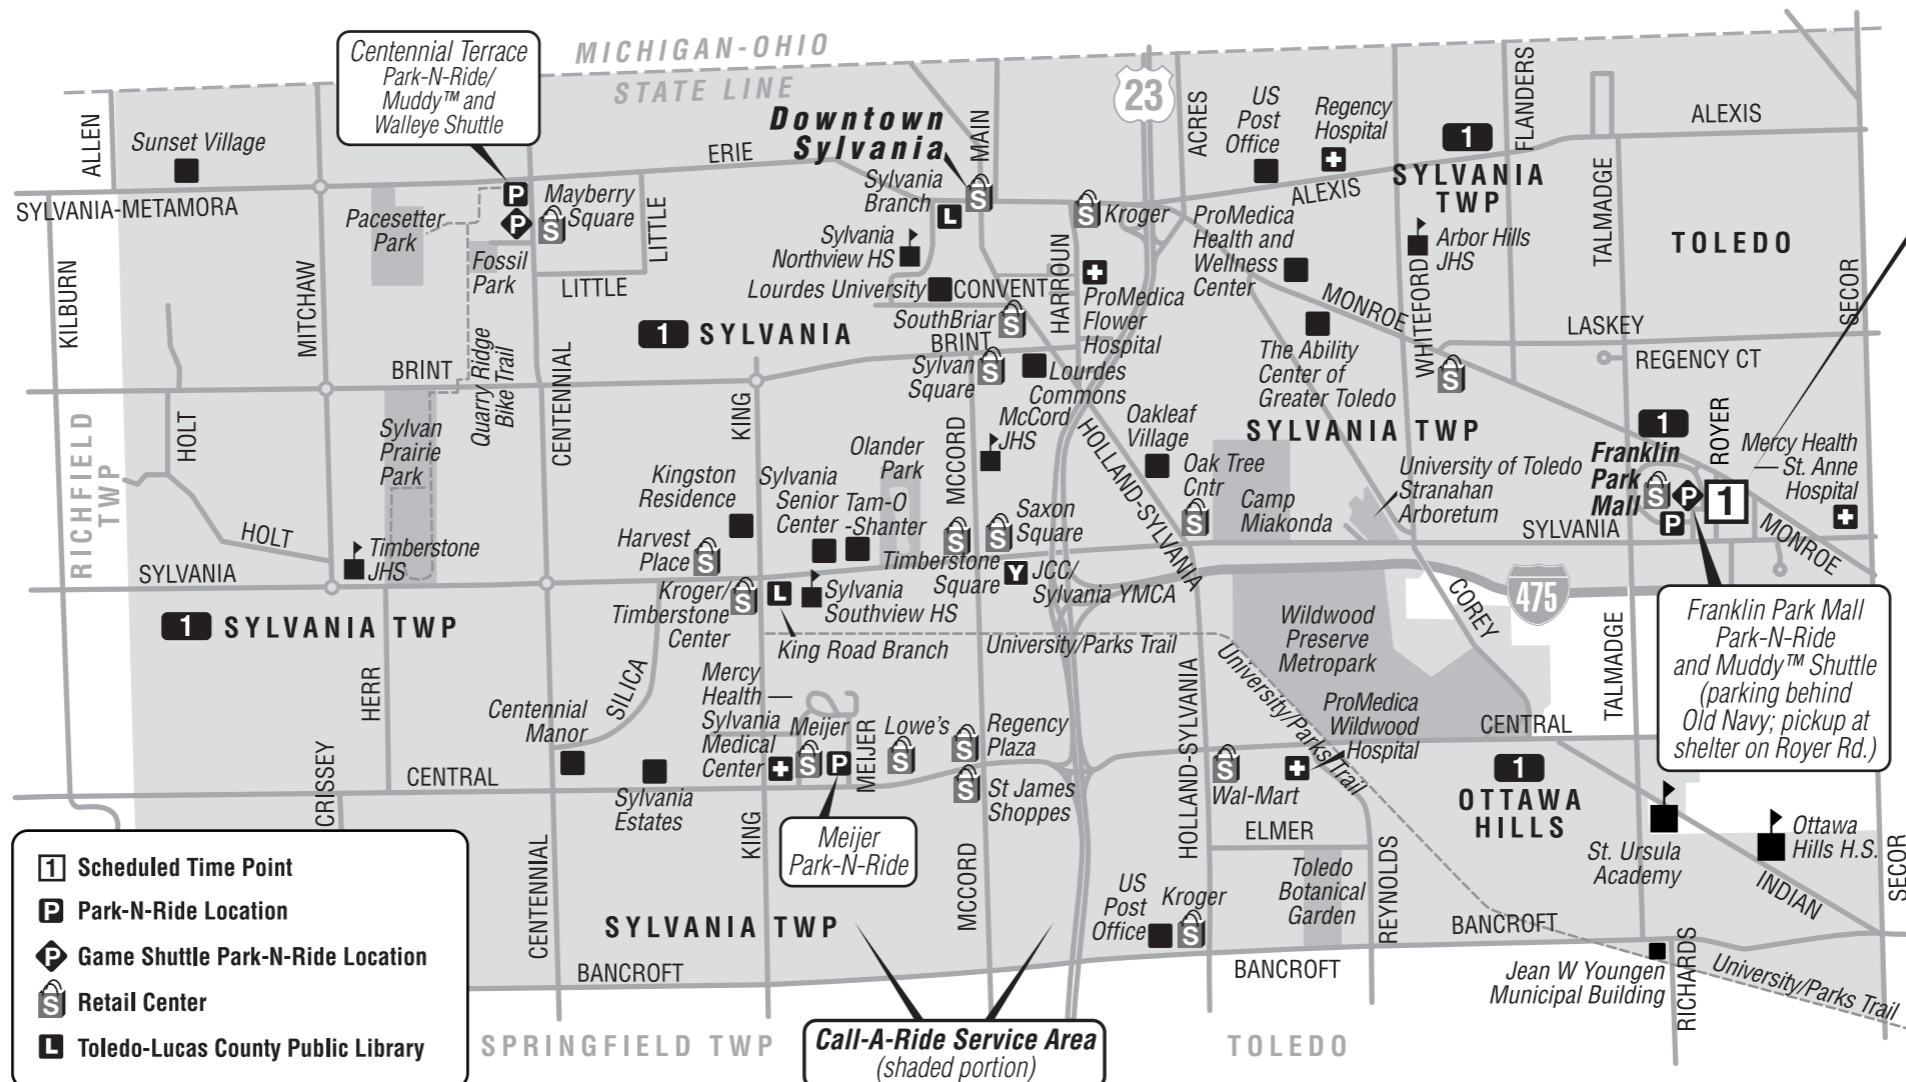 MICHIGAN-OHIO
STATE LINE
Centennial Terrace
Park-N-Ride/
Muddy™ and
Walleye Shuttle
ALLEN
Sunset Village
SYLVANIA-METAMORA
KILBURN
MITCHAW
Pacesetter
Park
P
P
S
Mayberry
Square
Fossil
Park
LITTLE
LITTLE
ERIE
Downtown
Sylvania
MAIN
Sylvania
Branch
L
S
Sylvania
Northview HS
Lourdes University
CONVENT
HARROUN
S
Kroger
23
ACRES
US
Post
Office
Regency
Hospital
ALEXIS
1
SYLVANIA
TWP
FLANDERS
ALEXIS
TALMADGE
TOLEDO
SECOR
ProMedica
Health and
Wellness
Center
Arbor Hills
JHS
WHITEFORD
MONROE
ProMedica
Flower
Hospital
LASKEY
REGENCY CT
1 SYLVANIA
SouthBriar
S
BRINT
Sylvan
Square
S
Lourdes
Commons
The Ability
Center of
Greater Toledo
S
BRINT
Quarry Ridge
Bike Trail
CENTENNIAL
KING
RICHFIELD
TWP
HOLT
HOLT
Sylvan
Prairie
Park
Olander
Park
MCCORD
McCord
JHS
HOLLAND-SYLVANIA
Oakleaf
Village
SYLVANIA TWP
Oak Tree
Cntr
S
Camp
Miakonda
University of Toledo
Stranahan
Arboretum
1
Franklin
Park
Mall
S
P
P
1
ROYER
Mercy Health
— St. Anne
Hospital
MONROE
SYLVANIA
Kingston
Residence
Sylvania
Senior
Center
Tam-O
-Shanter
Harvest
Place
S
S
S
Saxon
Square
Timberstone
JHS
SYLVANIA
Timberstone
Square
Y
JCC/
Sylvania YMCA
Kroger/
Timberstone
Center
S
L
Sylvania
Southview HS
King Road Branch
University/Parks Trail
475
COREY
Wildwood
Preserve
Metropark
1 SYLVANIA TWP
HERR
SILICA
Mercy
Health —
Sylvania
Medical
Center
Meijer
S
P
MEIJER
Lowe's
S
S
Regency
Plaza
S
St James
Shoppes
HOLLAND-SYLVANIA
University/Parks Trail
ProMedica
Wildwood
Hospital
S
Wal-Mart
CENTRAL
TALMADGE
Franklin Park Mall
Park-N-Ride
and Muddy™ Shuttle
(parking behind
Old Navy; pickup at
shelter on Royer Rd.)
Centennial
Manor
CENTRAL
CRISSEY
Sylvania
Estates
CENTENNIAL
KING
Meijer
Park-N-Ride
MCCORD
ELMER
1
OTTAWA
HILLS
St. Ursula
Academy
Ottawa
Hills H.S.
INDIAN
SECOR
Toledo
Botanical
Garden
REYNOLDS
US
Post
Office
Kroger
S
BANCROFT
SYLVANIA TWP
BANCROFT
BANCROFT
Jean W Youngen
Municipal Building
RICHARDS
University/Parks Trail
1 Scheduled Time Point
P Park-N-Ride Location
P Game Shuttle Park-N-Ride Location
S Retail Center
L Toledo-Lucas County Public Library
SPRINGFIELD TWP
Call-A-Ride Service Area
(shaded portion)
TOLEDO